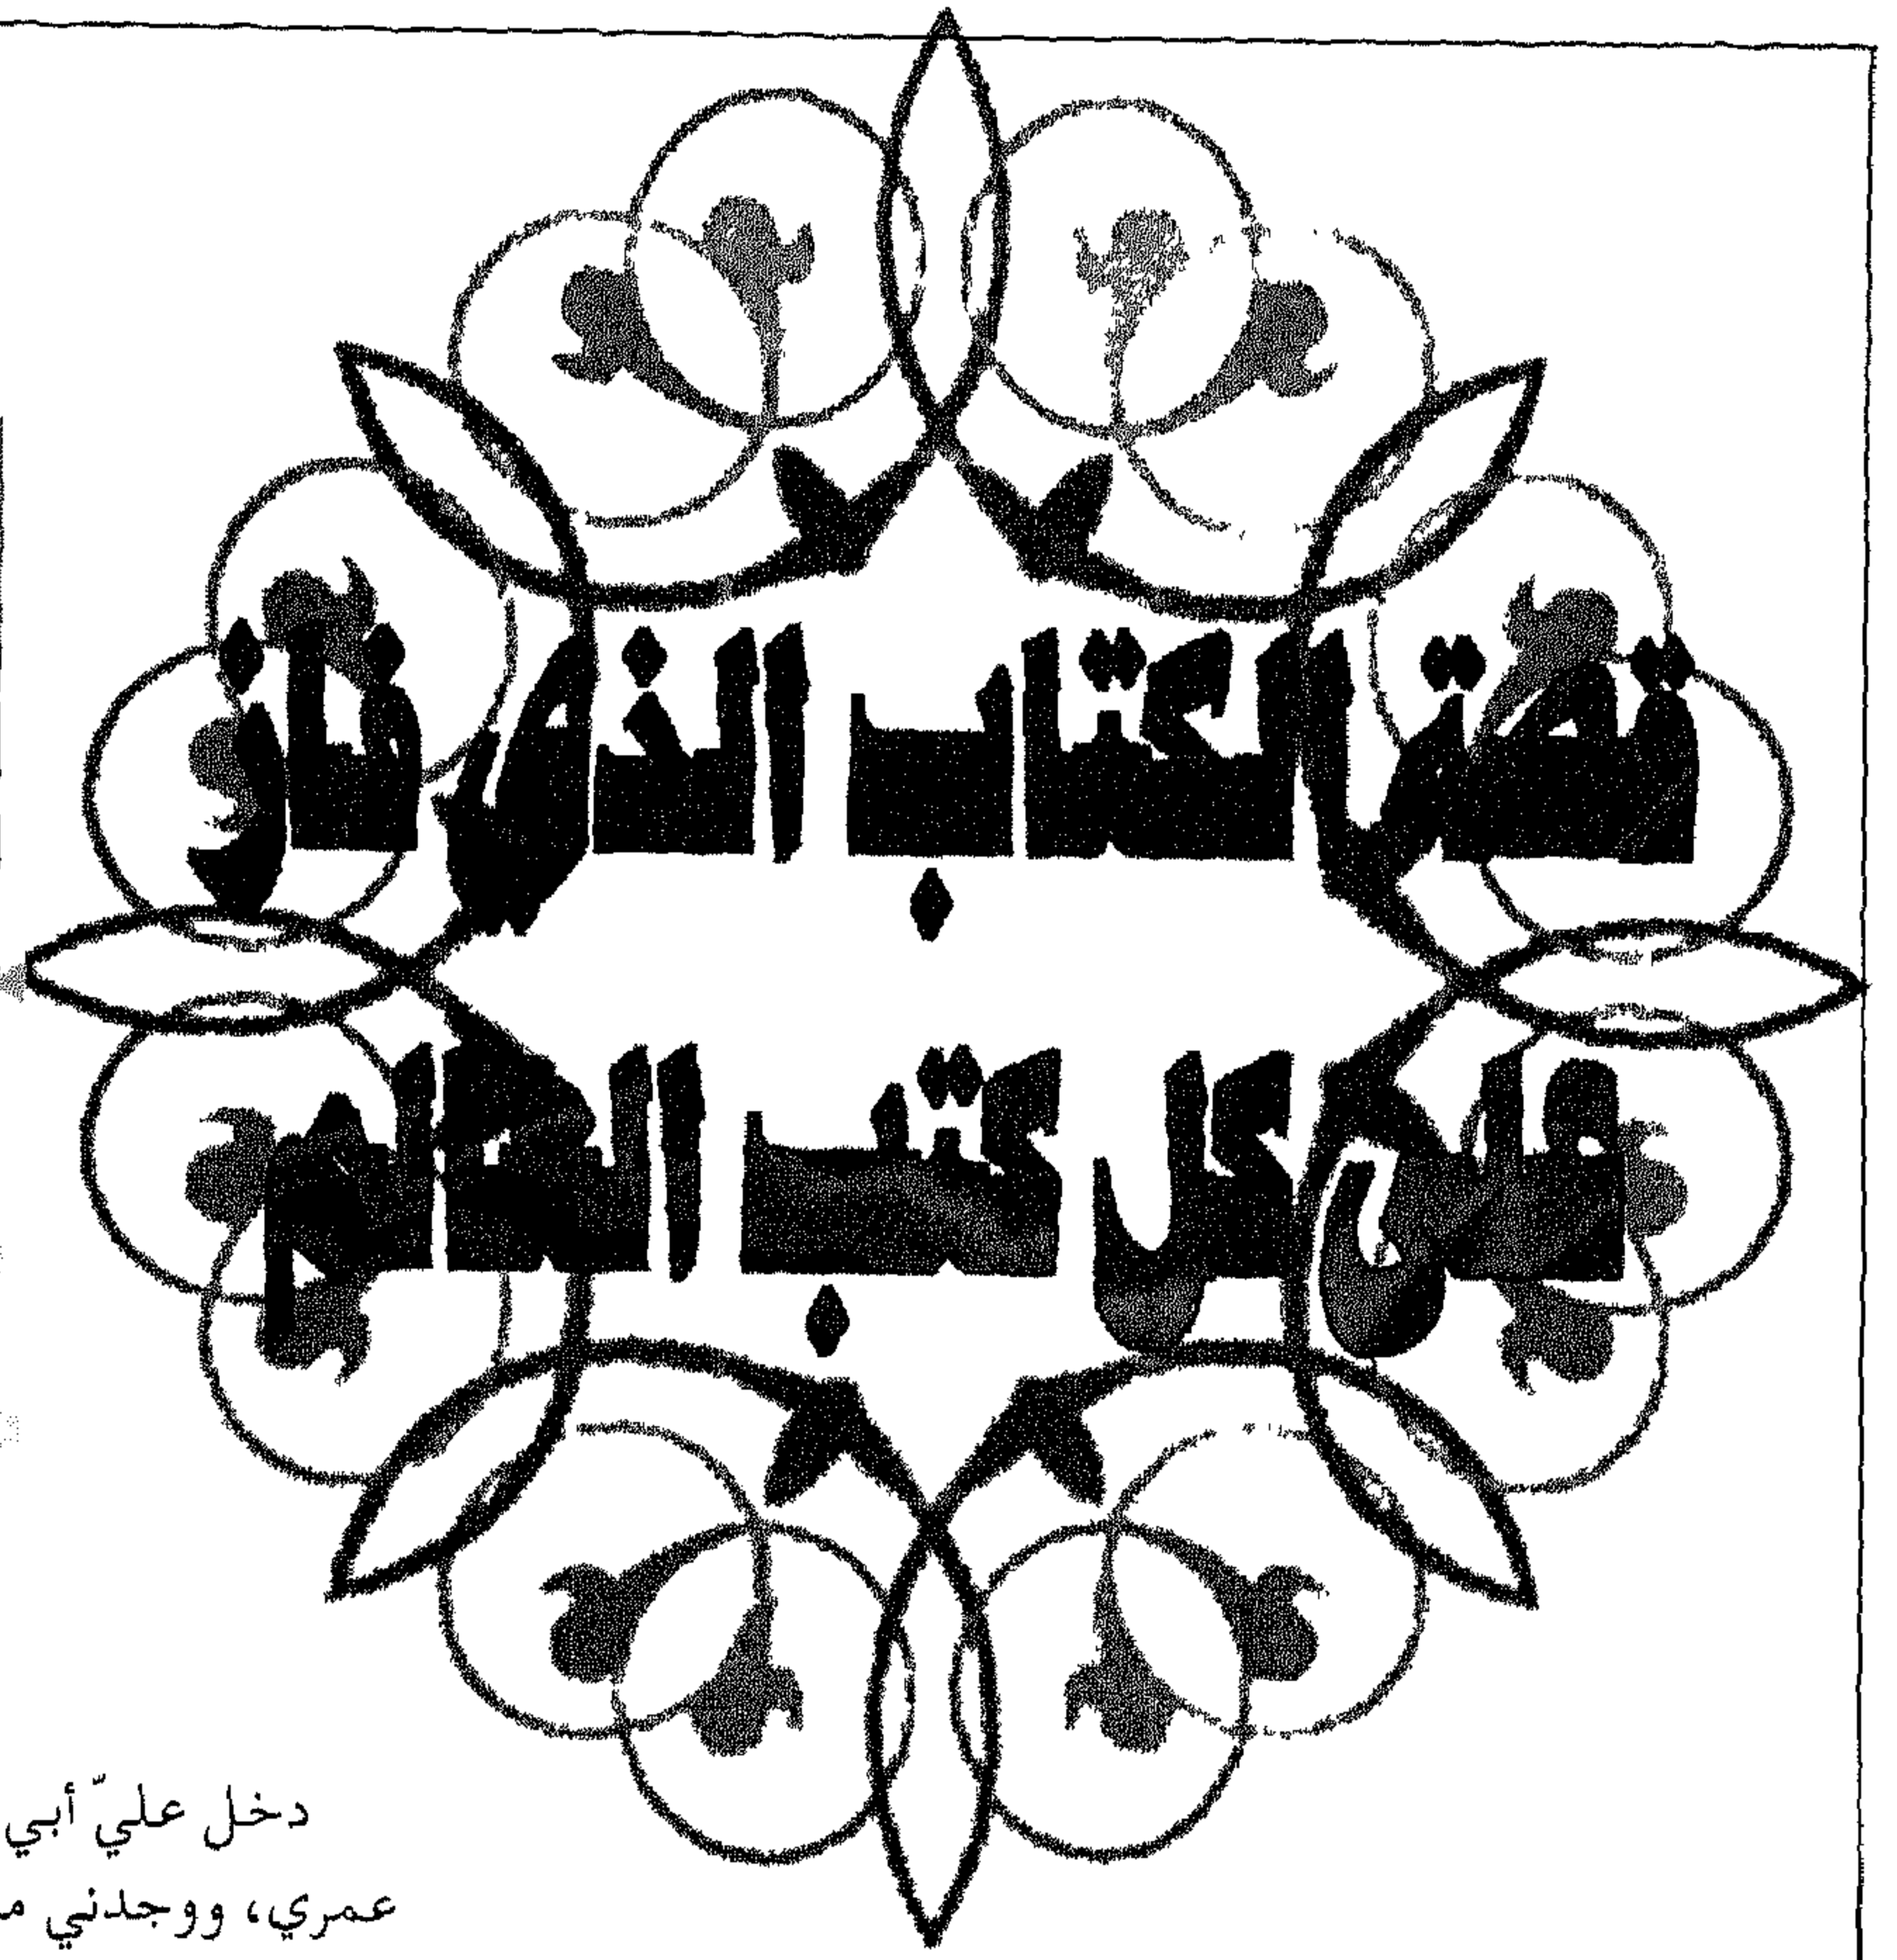 قصة الكتاب الذي فاز
على كل كتب العالم
دخل عليّ أبي
عمري، ووجدني